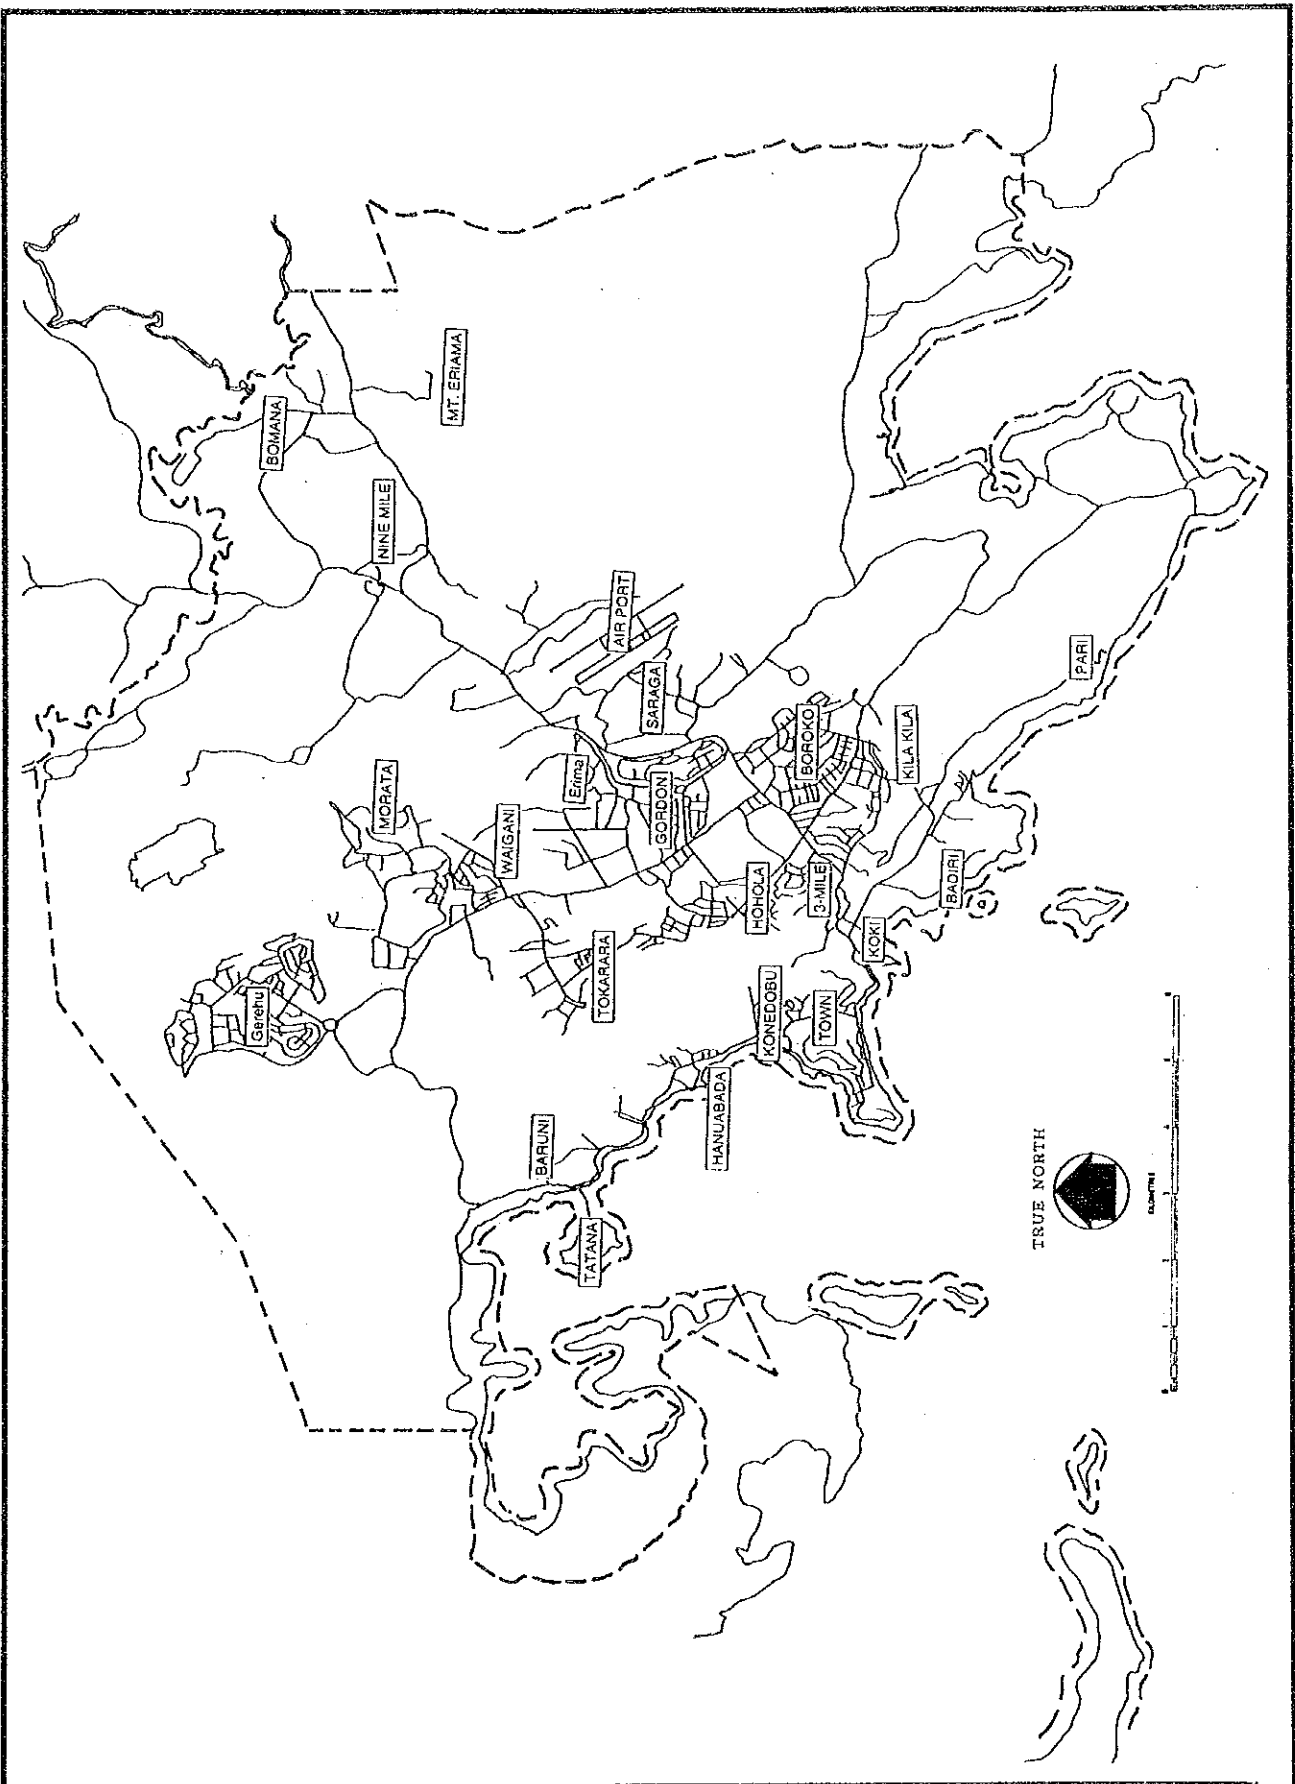 Gerehu
BOMANA
NINE MILE
MORATA
MT. ERIAMA
WAIGANI
BARUNI
Erima
TATANA
TOKARARA
AIR PORT
SARAGA
GORDON
HANUABADA
HOHOLA
KONEDOBU
BOROKO
3-MILE
TOWN
KOKI
KILA KILA
BADIRI
TRUE NORTH
PARI
KILOMETRE